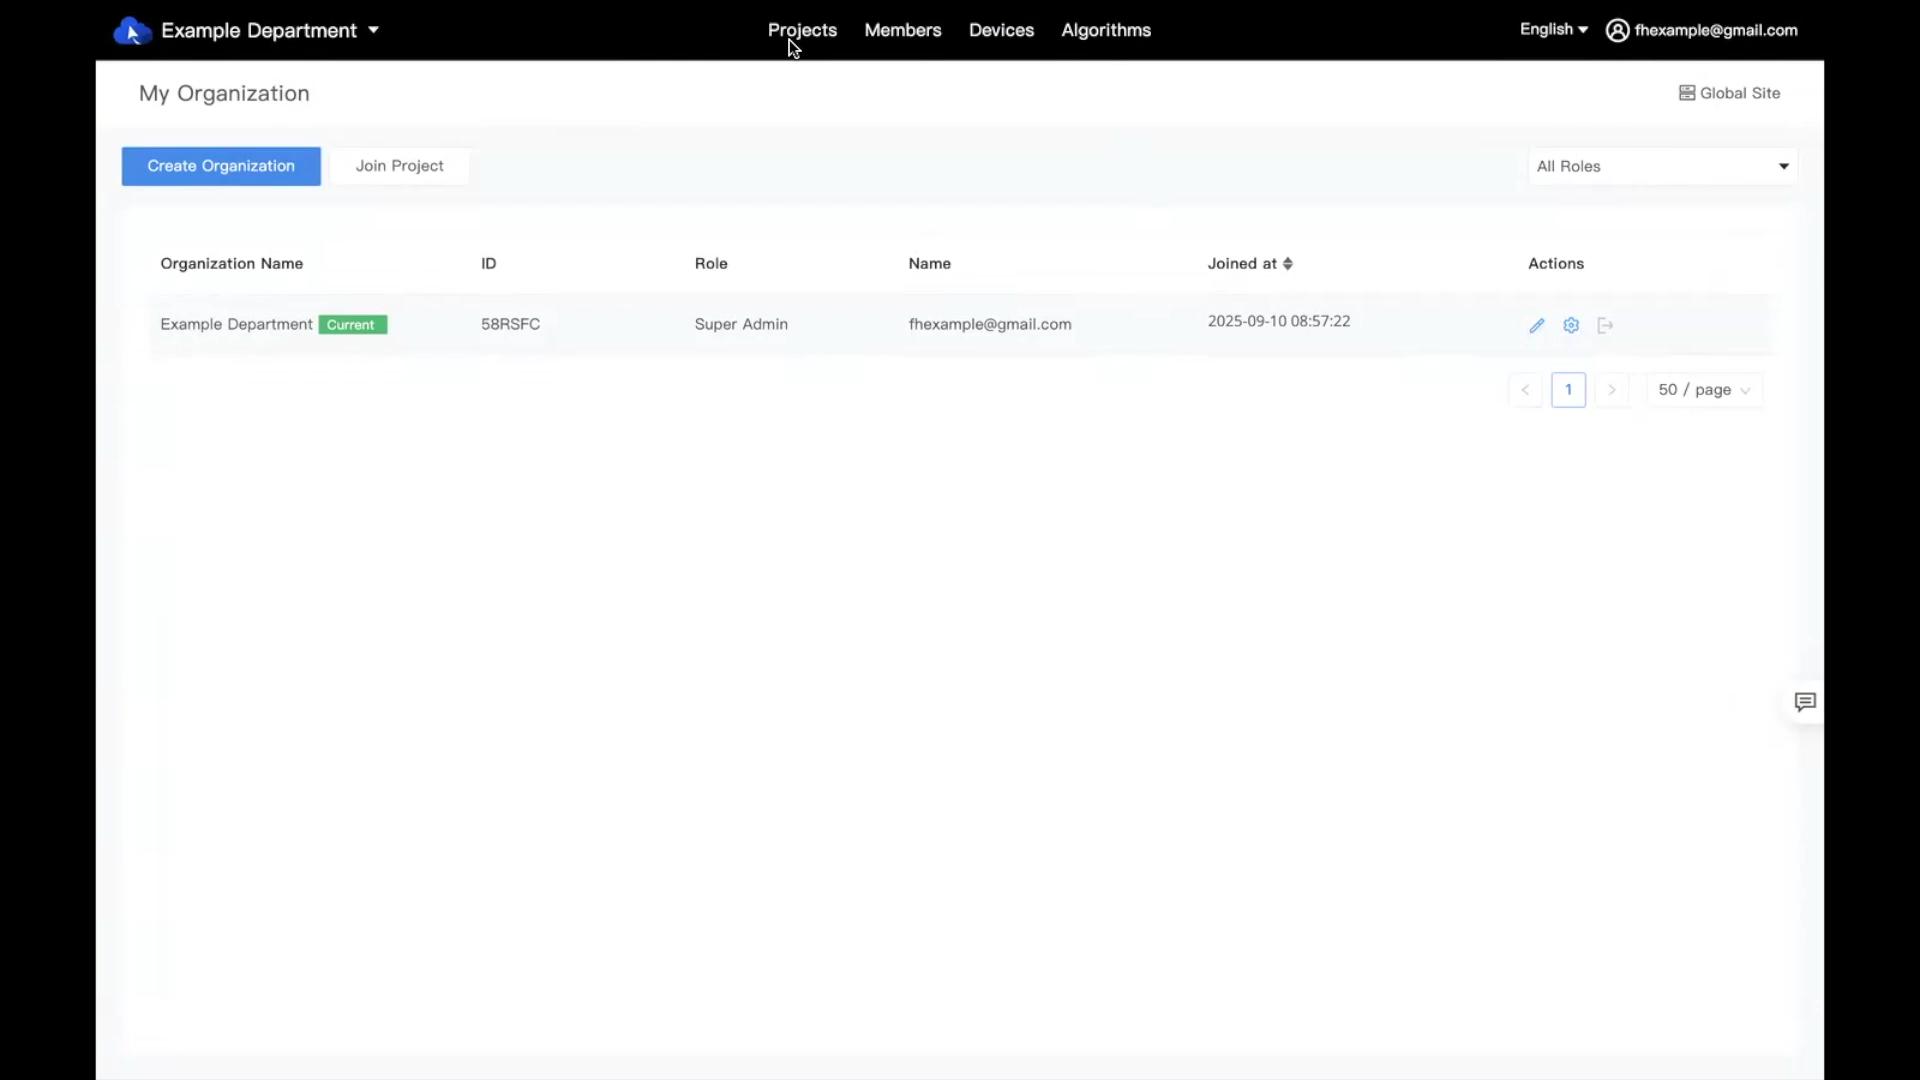 Example Department
Projects Members Devices Algorithms
English fhexample@gmail.com
My Organization
Global Site
Create Organization Join Project
All Roles
Organization Name ID Role Name Joined at Actions
Example Department Current 58RSFC Super Admin fhexample@gmail.com 2025-09-10 08:57:22
< 1 > 50 / page